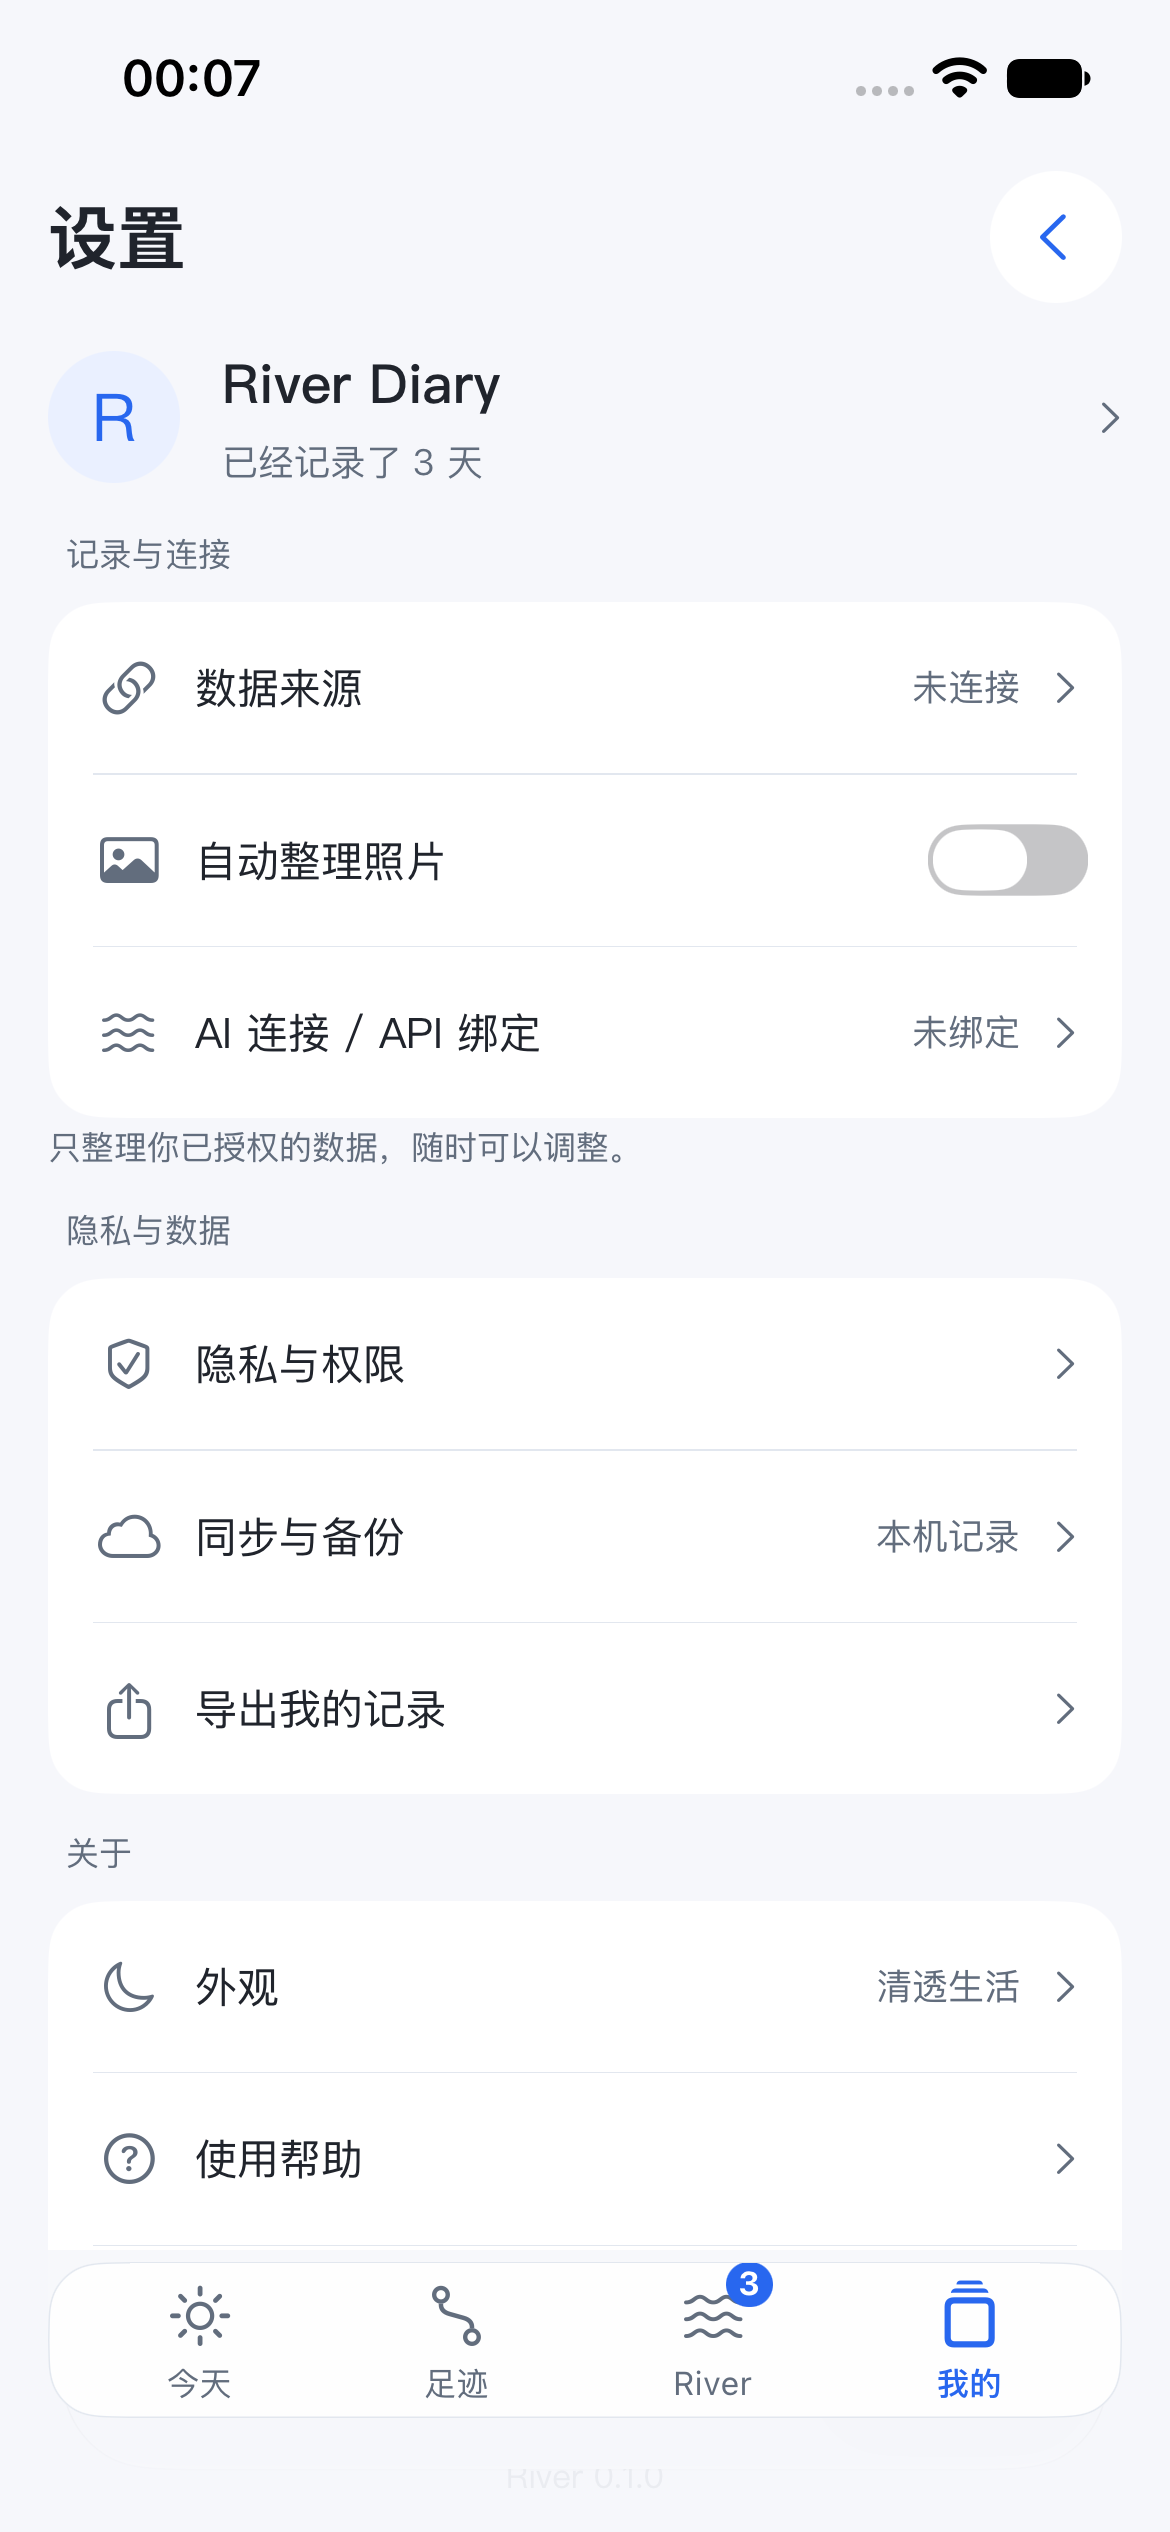 00:07
设置
R
River Diary
已经记录了 3 天
记录与连接
数据来源
未连接
自动整理照片
AI 连接 / API 绑定
未绑定
只整理你已授权的数据，随时可以调整。
隐私与数据
隐私与权限
同步与备份
本机记录
导出我的记录
关于
外观
清透生活
使用帮助
3
今天
足迹
River
我的
River 0.1.0